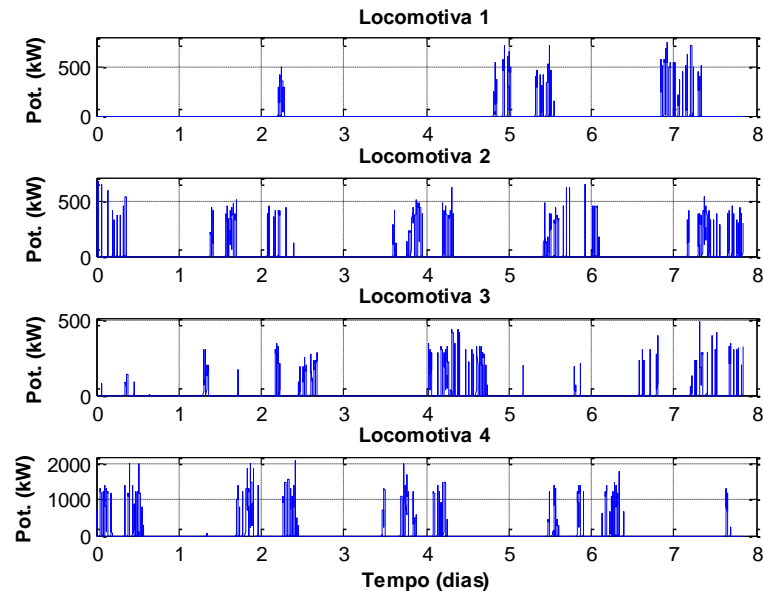 Locomotiva 1
Pot. (kW)
500
0
0 1 2 3 4 5 6 7 8
Locomotiva 2
Pot. (kW)
500
0
0 1 2 3 4 5 6 7 8
Locomotiva 3
Pot. (kW)
500
0
0 1 2 3 4 5 6 7 8
Locomotiva 4
Pot. (kW)
2000
1000
0
0 1 2 3 4 5 6 7 8
Tempo (dias)